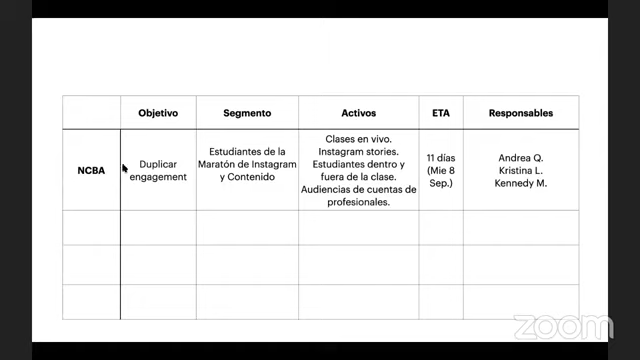 Objetivo Segmento Activos ETA Responsables
NCBA
Duplicar
engagement
Estudiantes de la
Maratón de Instagram
y Contenido
Clases en vivo.
Instagram stories.
Estudiantes dentro y
fuera de la clase.
Audiencias de cuentas de
profesionales.
11 días
(Mie 8
Sep.)
Andrea Q.
Kristina L.
Kennedy M.
zoom